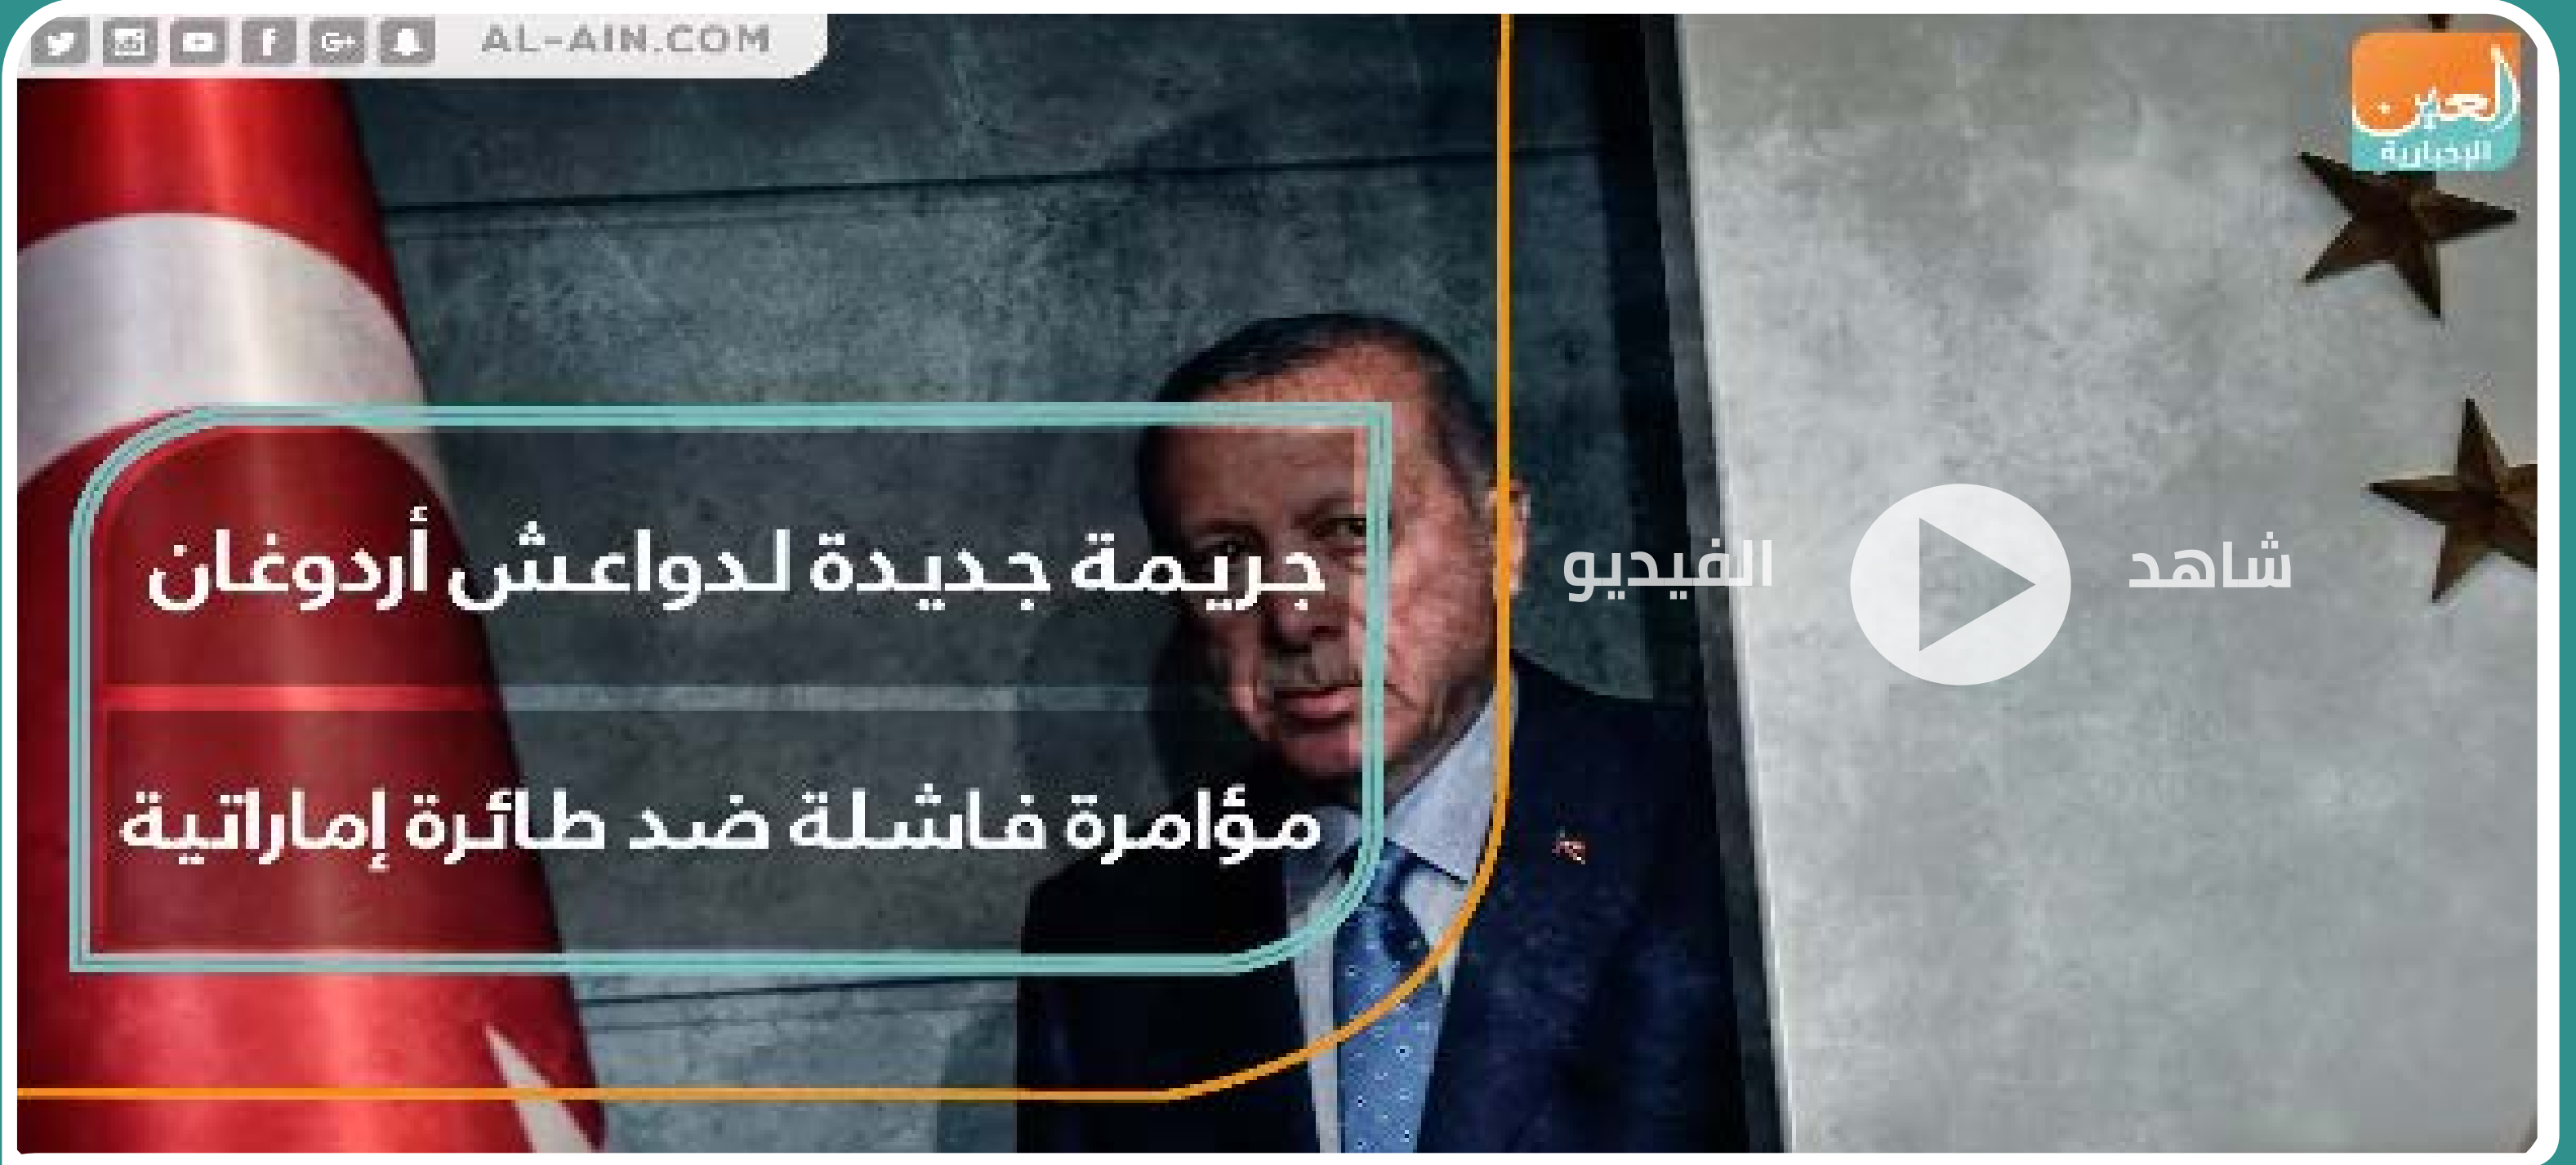 AL-AIN.COM
العين
الإخبارية
شاهد الفيديو
جريمة جديدة لدواعش أردوغان
مؤامرة فاشلة ضد طائرة إماراتية